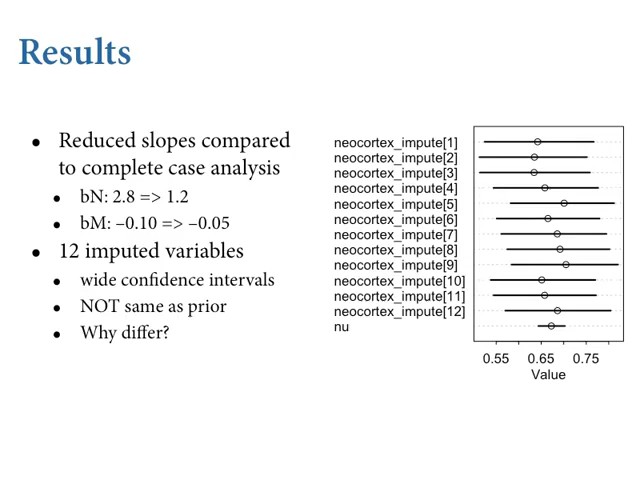 Results
• Reduced slopes compared
to complete case analysis
• bN: 2.8 => 1.2
• bM: –0.10 => –0.05
• 12 imputed variables
• wide confidence intervals
• NOT same as prior
• Why differ?
neocortex_impute[1]
neocortex_impute[2]
neocortex_impute[3]
neocortex_impute[4]
neocortex_impute[5]
neocortex_impute[6]
neocortex_impute[7]
neocortex_impute[8]
neocortex_impute[9]
neocortex_impute[10]
neocortex_impute[11]
neocortex_impute[12]
nu
0.55 0.65 0.75
Value